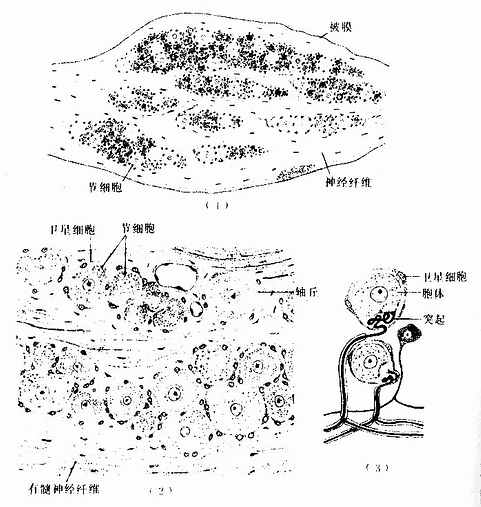 被膜
节细胞
神经纤维
(1)
卫星细胞
节细胞
轴丘
有髓神经纤维
(2)
卫星细胞
胞体
突起
(3)